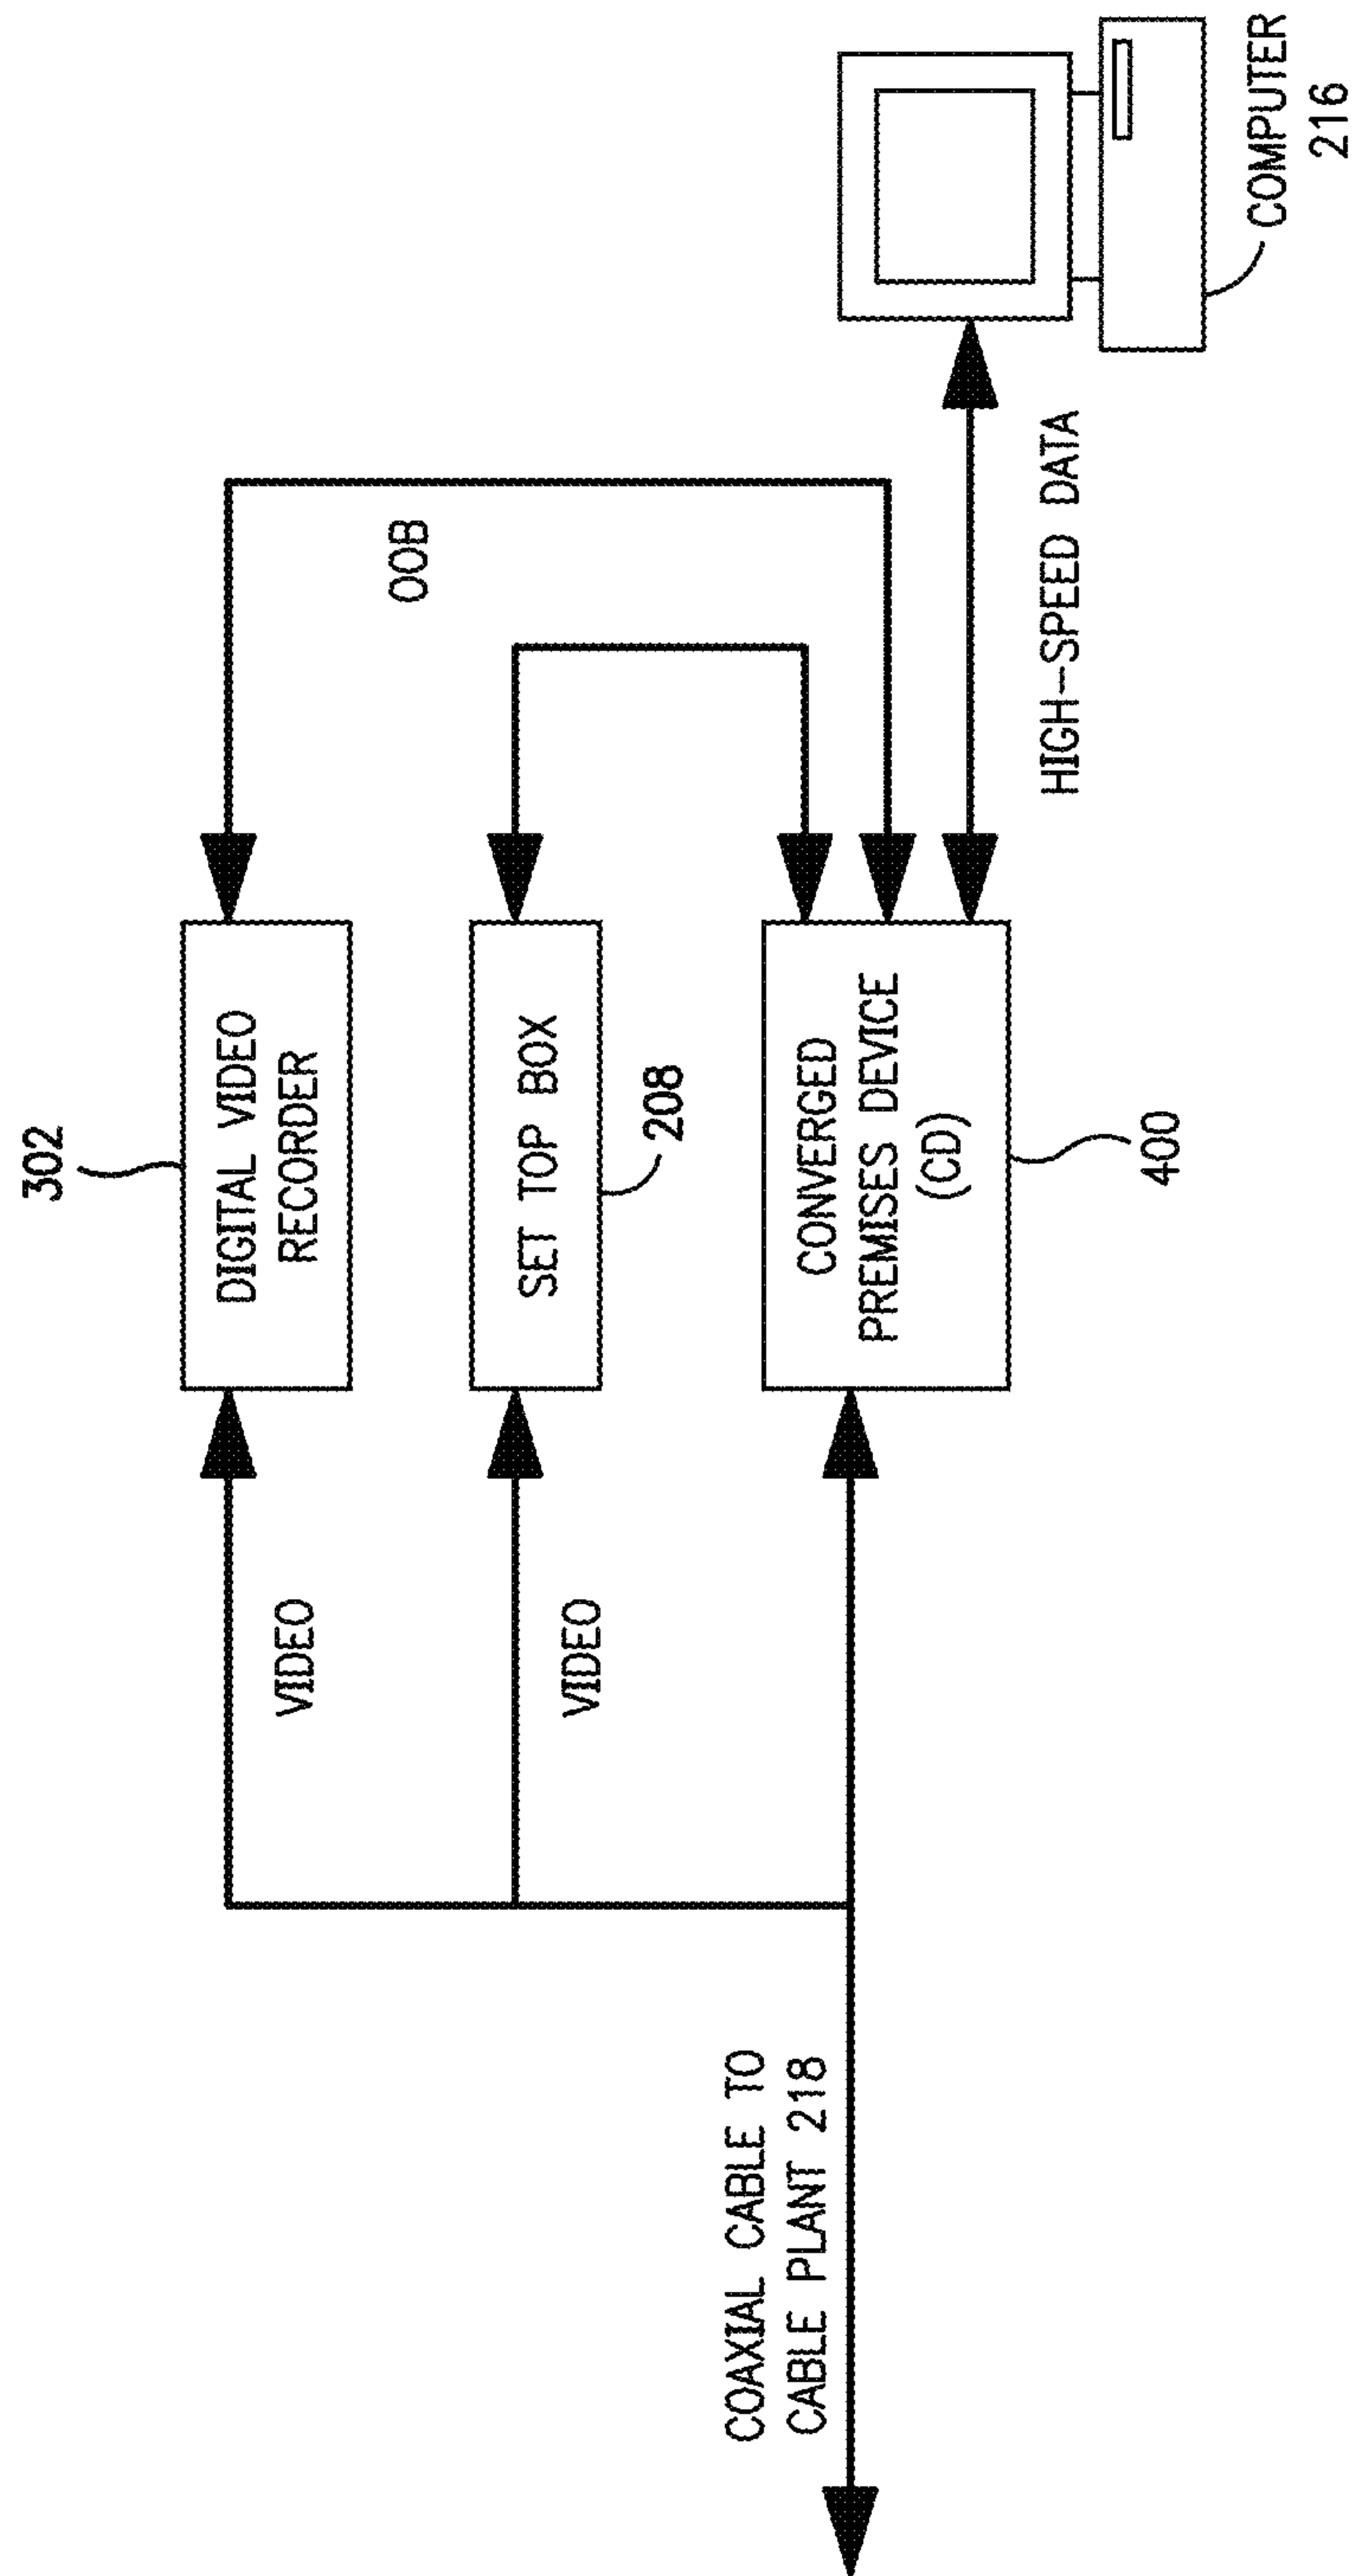 302
DIGITAL VIDEO
RECORDER
VIDEO
OOB
SET TOP BOX
208
VIDEO
COAXIAL CABLE TO
CABLE PLANT 218
CONVERGED
PREMISES DEVICE
(CD)
400
HIGH-SPEED DATA
COMPUTER
216